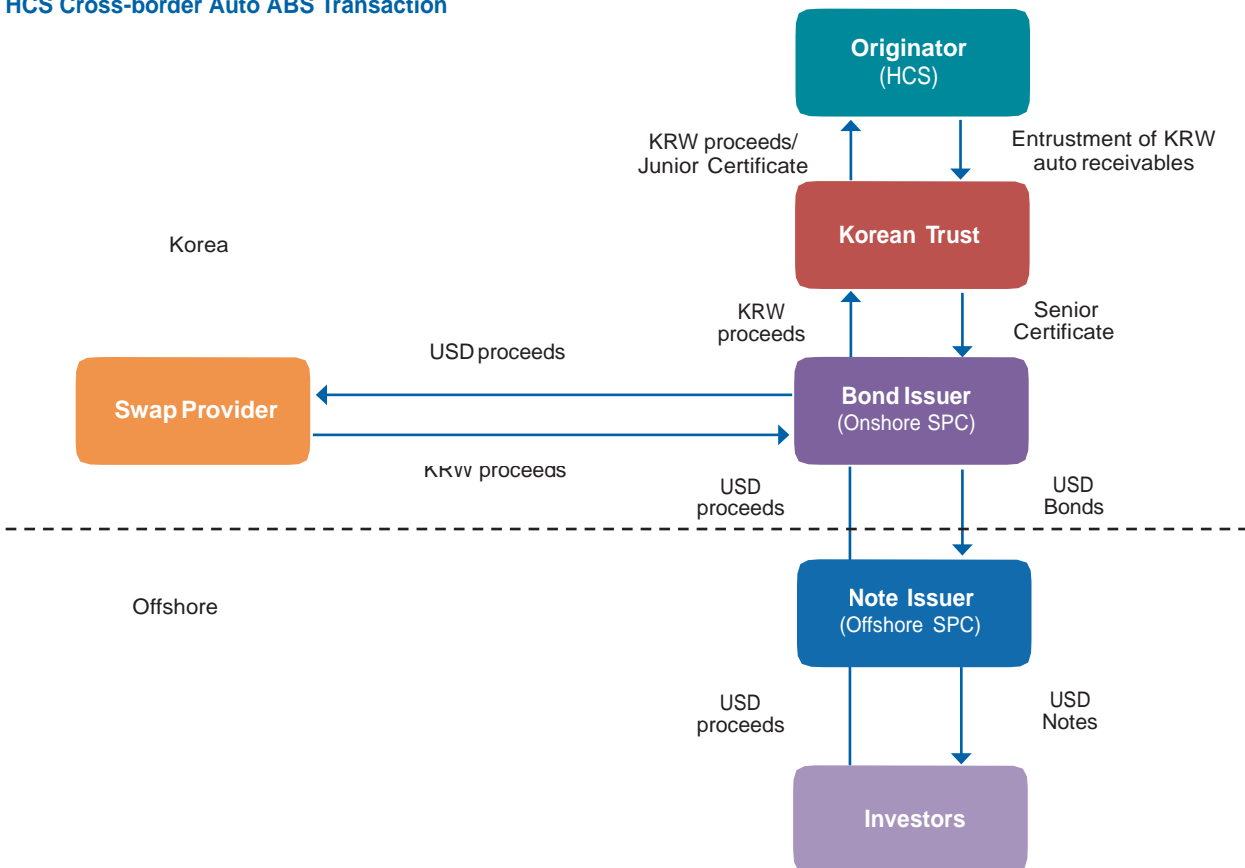 HCS Cross-border Auto ABS Transaction
Originator
(HCS)
KRW proceeds/
Junior Certificate
Entrustment of KRW
auto receivables
Korean Trust
Korea
KRW
proceeds
Senior
Certificate
USD proceeds
Swap Provider
Bond Issuer
(Onshore SPC)
KRW proceeds
USD
proceeds
USD
Bonds
Offshore
Note Issuer
(Offshore SPC)
USD
proceeds
USD
Notes
Investors